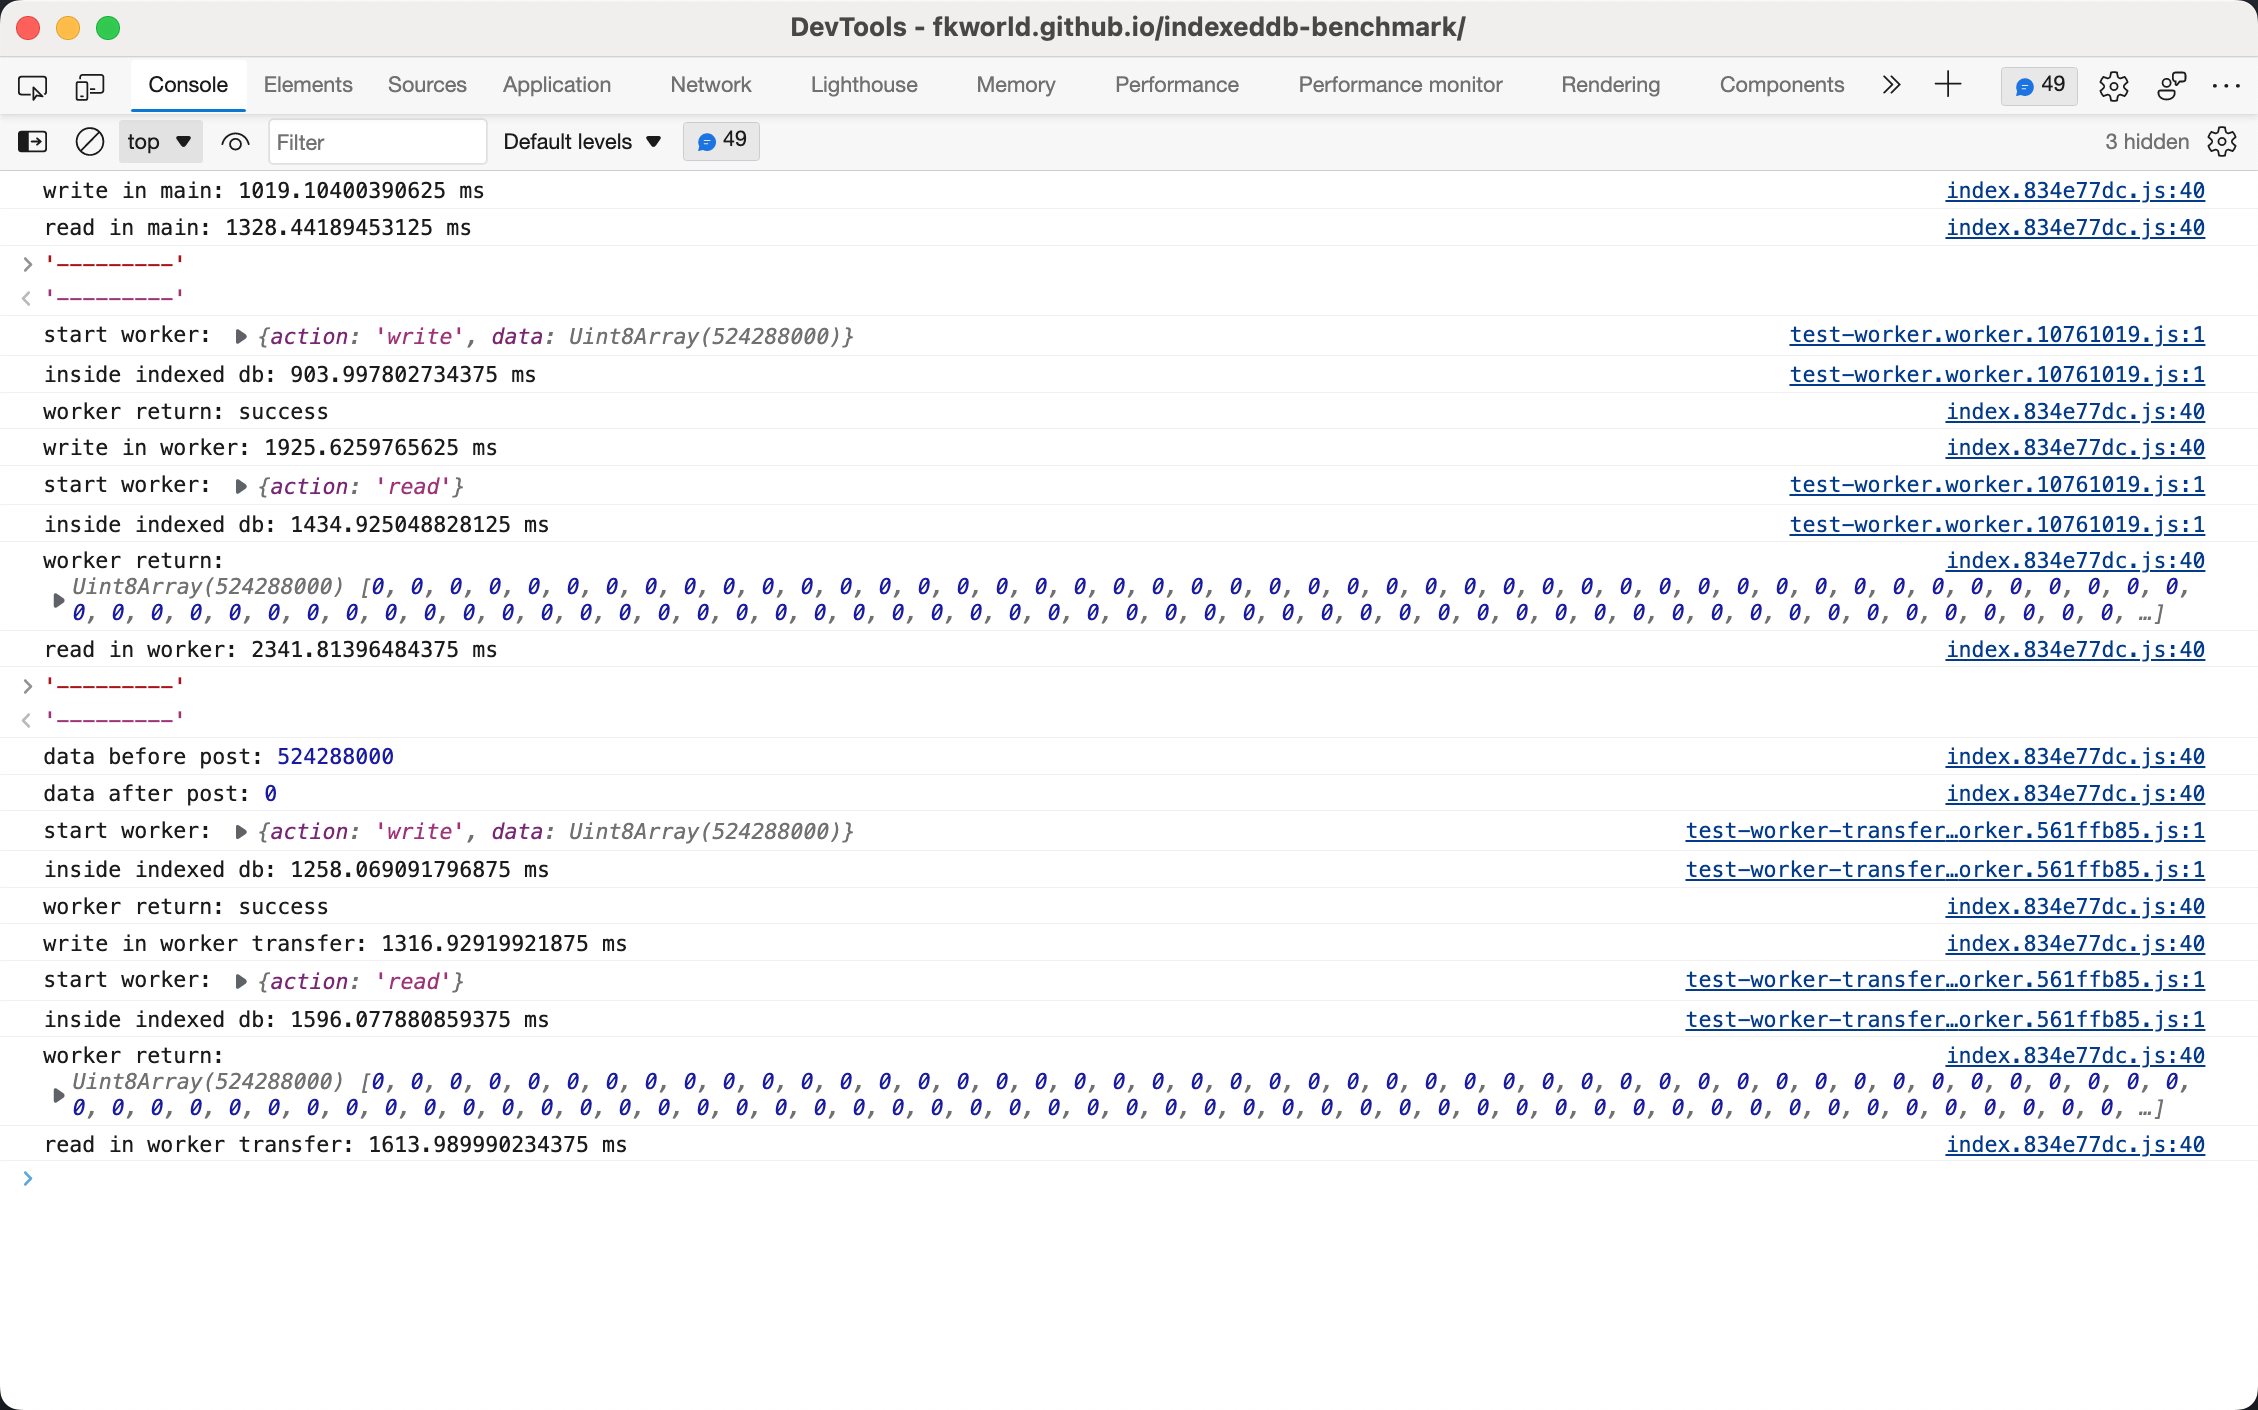 DevTools - fkworld.github.io/indexeddb-benchmark/
Console Elements Sources Application Network Lighthouse Memory Performance Performance monitor Rendering Components 49
top Filter Default levels 49 3 hidden
write in main: 1019.10400390625 ms index.834e77dc.js:40
read in main: 1328.44189453125 ms index.834e77dc.js:40
> '---------'
< '---------'
start worker: {action: 'write', data: Uint8Array(524288000)} test-worker.worker.10761019.js:1
inside indexed db: 903.997802734375 ms test-worker.worker.10761019.js:1
worker return: success index.834e77dc.js:40
write in worker: 1925.6259765625 ms index.834e77dc.js:40
start worker: {action: 'read'} test-worker.worker.10761019.js:1
inside indexed db: 1434.925048828125 ms test-worker.worker.10761019.js:1
worker return: index.834e77dc.js:40
Uint8Array(524288000) [0, 0, 0, 0, 0, 0, 0, 0, 0, 0, 0, 0, 0, 0, 0, 0, 0, 0, 0, 0, 0, 0, 0, 0, 0, 0, 0, 0, 0, 0, 0, 0, 0, 0, 0, 0, 0, 0, 0, 0, 0, 0, 0, 0, 0, 0, 0,
0, 0, 0, 0, 0, 0, 0, 0, 0, 0, 0, 0, 0, 0, 0, 0, 0, 0, 0, 0, 0, 0, 0, 0, 0, 0, 0, 0, 0, 0, 0, 0, 0, 0, 0, 0, 0, 0, 0, 0, 0, 0, 0, 0, 0, 0, 0, 0, 0, 0, 0, 0, 0, …]
read in worker: 2341.81396484375 ms index.834e77dc.js:40
> '---------'
< '---------'
data before post: 524288000 index.834e77dc.js:40
data after post: 0 index.834e77dc.js:40
start worker: {action: 'write', data: Uint8Array(524288000)} test-worker-transfer…orker.561ffb85.js:1
inside indexed db: 1258.069091796875 ms test-worker-transfer…orker.561ffb85.js:1
worker return: success index.834e77dc.js:40
write in worker transfer: 1316.92919921875 ms index.834e77dc.js:40
start worker: {action: 'read'} test-worker-transfer…orker.561ffb85.js:1
inside indexed db: 1596.077880859375 ms test-worker-transfer…orker.561ffb85.js:1
worker return: index.834e77dc.js:40
Uint8Array(524288000) [0, 0, 0, 0, 0, 0, 0, 0, 0, 0, 0, 0, 0, 0, 0, 0, 0, 0, 0, 0, 0, 0, 0, 0, 0, 0, 0, 0, 0, 0, 0, 0, 0, 0, 0, 0, 0, 0, 0, 0, 0, 0, 0, 0, 0, 0, 0,
0, 0, 0, 0, 0, 0, 0, 0, 0, 0, 0, 0, 0, 0, 0, 0, 0, 0, 0, 0, 0, 0, 0, 0, 0, 0, 0, 0, 0, 0, 0, 0, 0, 0, 0, 0, 0, 0, 0, 0, 0, 0, 0, 0, 0, 0, 0, 0, 0, 0, 0, 0, 0, …]
read in worker transfer: 1613.989990234375 ms index.834e77dc.js:40
>